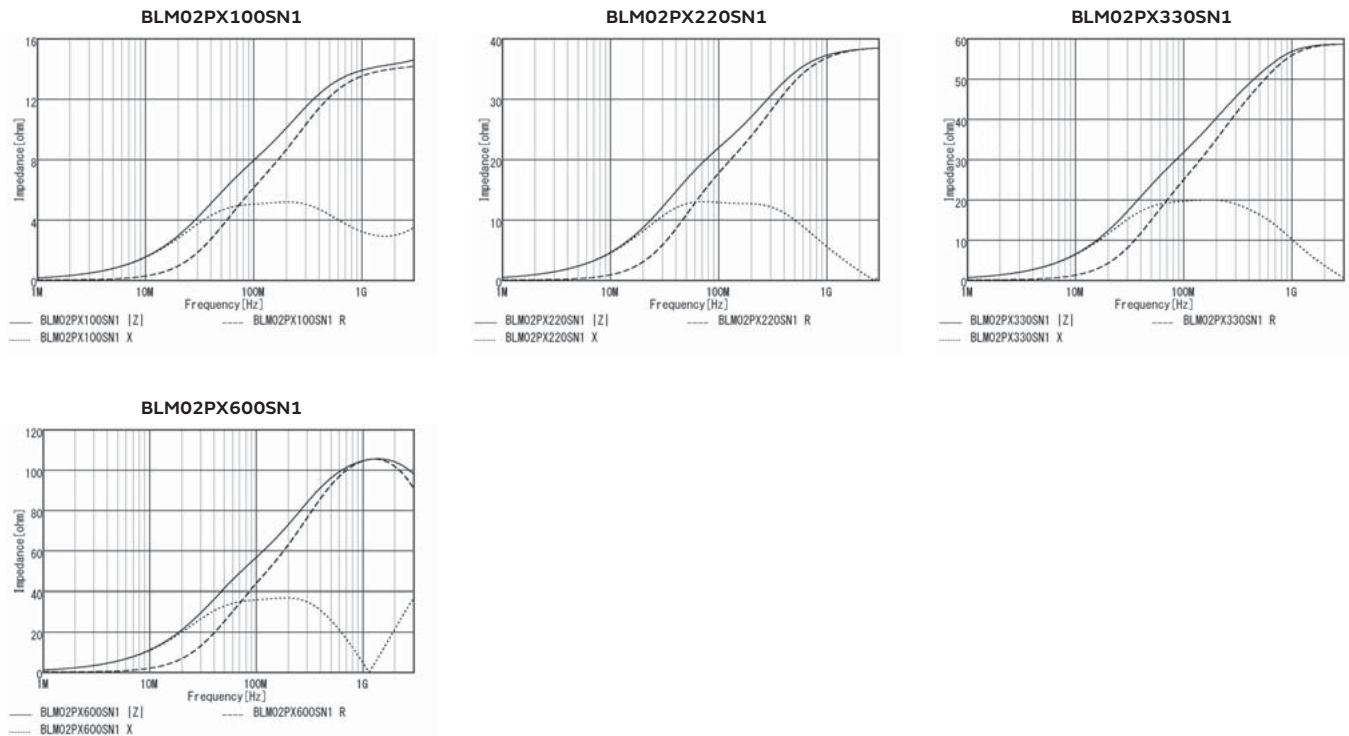 BLM02PX100SN1
16
12
8
4
0
Impedance[ohm]
1M 10M 100M 1G
Frequency[Hz]
BLM02PX100SN1 |Z| BLM02PX100SN1 R
BLM02PX100SN1 X
BLM02PX220SN1
40
30
20
10
0
Impedance[ohm]
1M 10M 100M 1G
Frequency[Hz]
BLM02PX220SN1 |Z| BLM02PX220SN1 R
BLM02PX220SN1 X
BLM02PX330SN1
60
50
40
30
20
10
0
Impedance[ohm]
1M 10M 100M 1G
Frequency[Hz]
BLM02PX330SN1 |Z| BLM02PX330SN1 R
BLM02PX330SN1 X
BLM02PX600SN1
120
100
80
60
40
20
0
Impedance[ohm]
1M 10M 100M 1G
Frequency[Hz]
BLM02PX600SN1 |Z| BLM02PX600SN1 R
BLM02PX600SN1 X